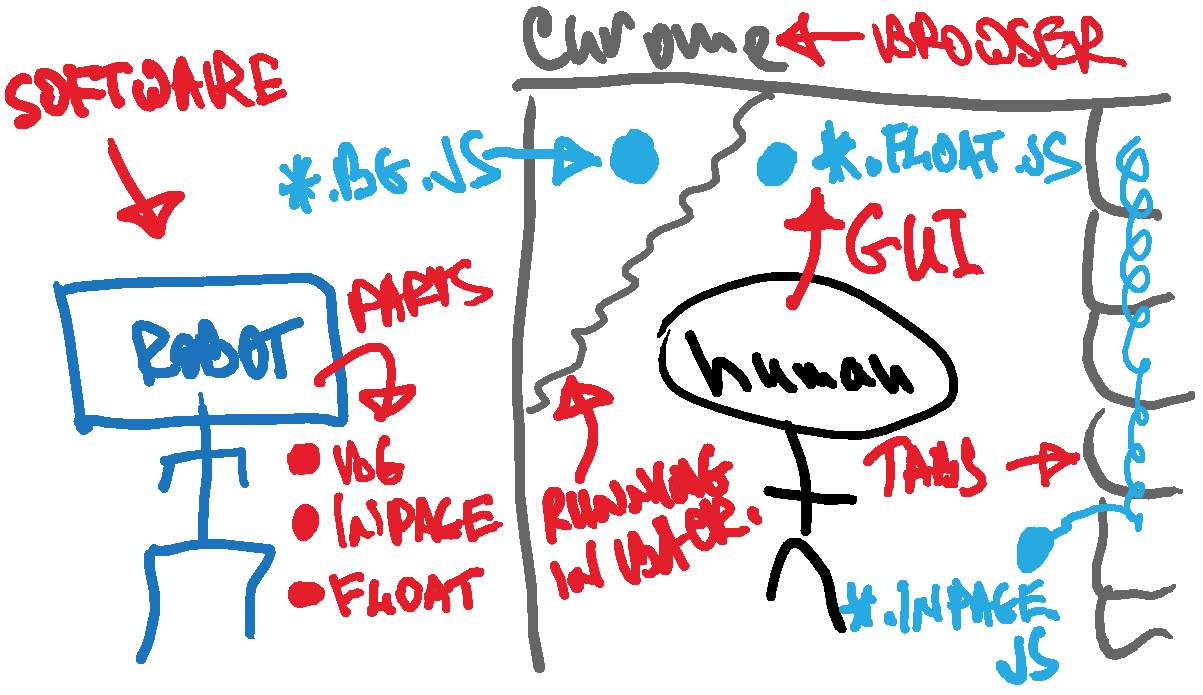 Chrome
BROWSER
SOFTWARE
*.BG.JS
*.FLOAT.JS
GUI
PARTS
ROBOT
human
BG
INPAGE
FLOAT
RUNNING
IN BACK.
TABS
*.INPAGE
JS